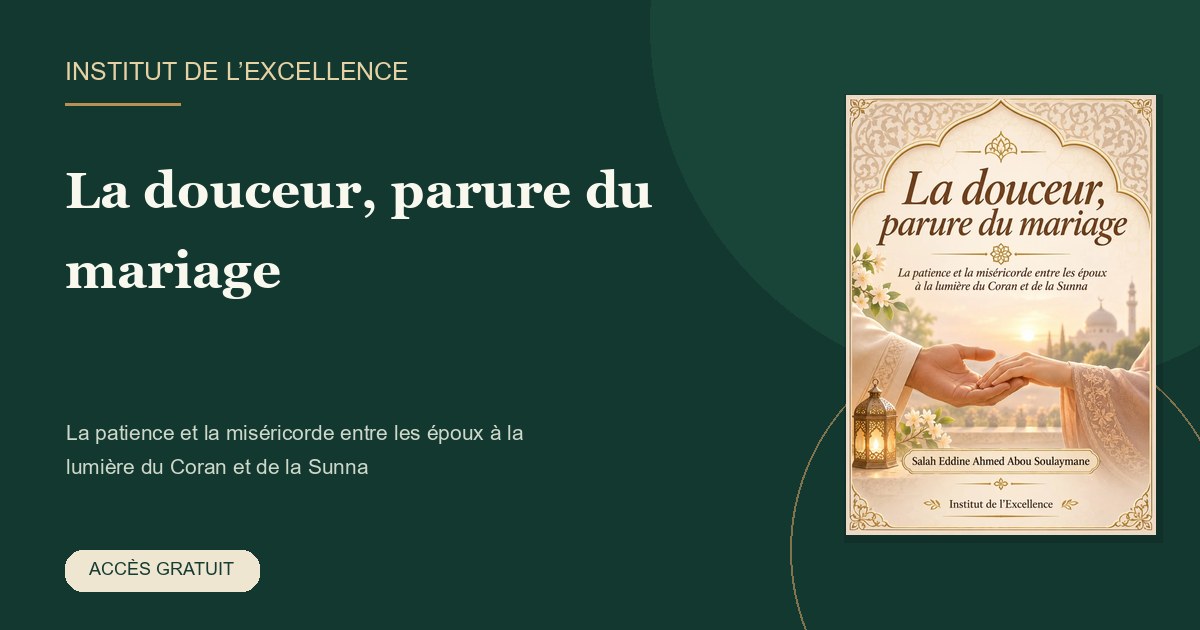 INSTITUT DE L’EXCELLENCE
La douceur, parure du
mariage
La patience et la miséricorde entre les époux à la
lumière du Coran et de la Sunna
ACCÈS GRATUIT
La douceur,
parure du mariage
La patience et la miséricorde entre les époux
à la lumière du Coran et de la Sunna
Salah Eddine Ahmed Abou Soulaymane
Institut de l’Excellence